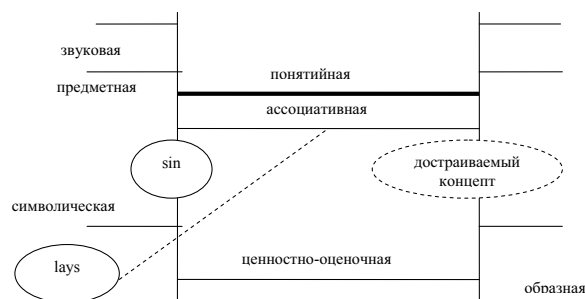 звуковая
понятийная
предметная
ассоциативная
sin
достраиваемый
концепт
символическая
lays
ценностно-оценочная
образная